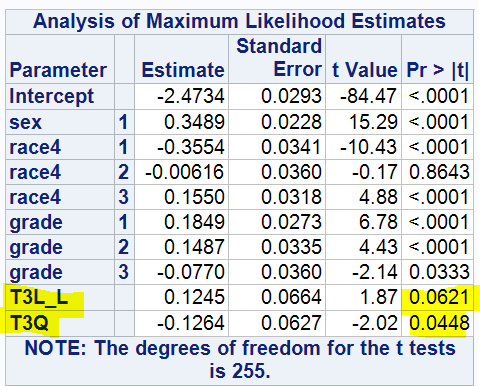 Analysis of Maximum Likelihood Estimates
Parameter Estimate Standard Error t Value Pr > |t|
Intercept -2.4734 0.0293 -84.47 <.0001
sex 1 0.3489 0.0228 15.29 <.0001
race4 1 -0.3554 0.0341 -10.43 <.0001
race4 2 -0.00616 0.0360 -0.17 0.8643
race4 3 0.1550 0.0318 4.88 <.0001
grade 1 0.1849 0.0273 6.78 <.0001
grade 2 0.1487 0.0335 4.43 <.0001
grade 3 -0.0770 0.0360 -2.14 0.0333
T3L_L 0.1245 0.0664 1.87 0.0621
T3Q -0.1264 0.0627 -2.02 0.0448
NOTE: The degrees of freedom for the t tests
is 255.